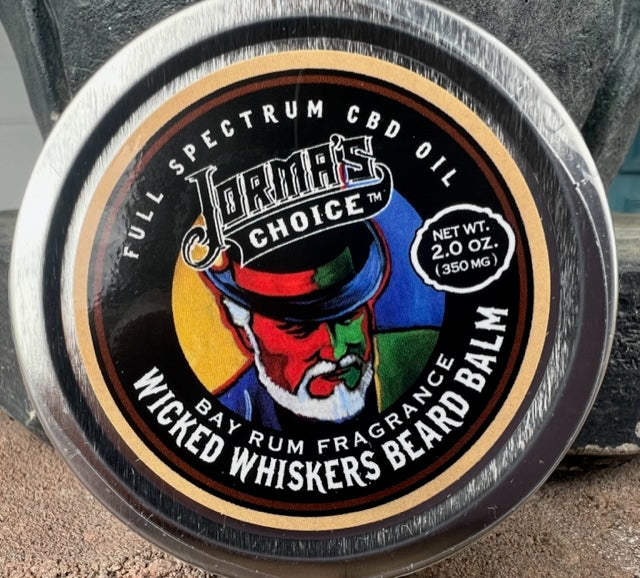 FULL SPECTRUM CBD OIL
JORMA'S
CHOICE™
NET WT.
2.0 OZ.
(350 MG)
BAY RUM FRAGRANCE
WICKED WHISKERS BEARD BALM